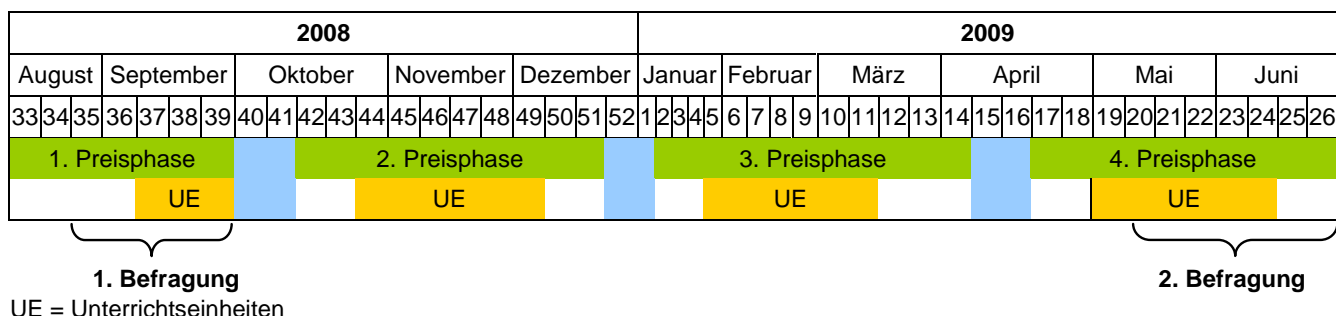 2008 2009
August September Oktober November Dezember Januar Februar März April Mai Juni
33 34 35 36 37 38 39 40 41 42 43 44 45 46 47 48 49 50 51 52 1 2 3 4 5 6 7 8 9 10 11 12 13 14 15 16 17 18 19 20 21 22 23 24 25 26
1. Preisphase 2. Preisphase 3. Preisphase 4. Preisphase
UE UE UE UE
1. Befragung 2. Befragung
UE = Unterrichtseinheiten